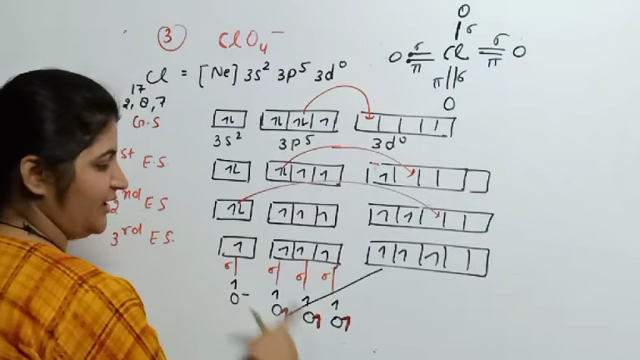 ③ ClO₄⁻
₁₇Cl = [Ne] 3s² 3p⁵ 3d⁰
2,8,7
G.S ⥮ ⥮ ⥮ ↿
3s² 3p⁵ 3d⁰
1st E.S ⥮ ⥮ ↿ ↿ ↿
2nd E.S ⥮ ↿ ↿ ↿ ↿ ↿
3rd E.S. ↿ ↿ ↿ ↿ ↿ ↿ ↿
σ σ σ σ
↿ ↿ ↿ ↿
O⁻ O↿ O↿ O↿
O
σ
O σ Cl σ O
π π
π σ
O